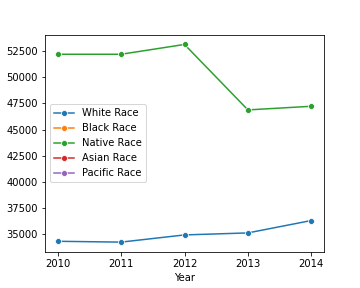 52500
50000
47500
45000
42500
40000
37500
35000
White Race
Black Race
Native Race
Asian Race
Pacific Race
2010 2011 2012 2013 2014
Year